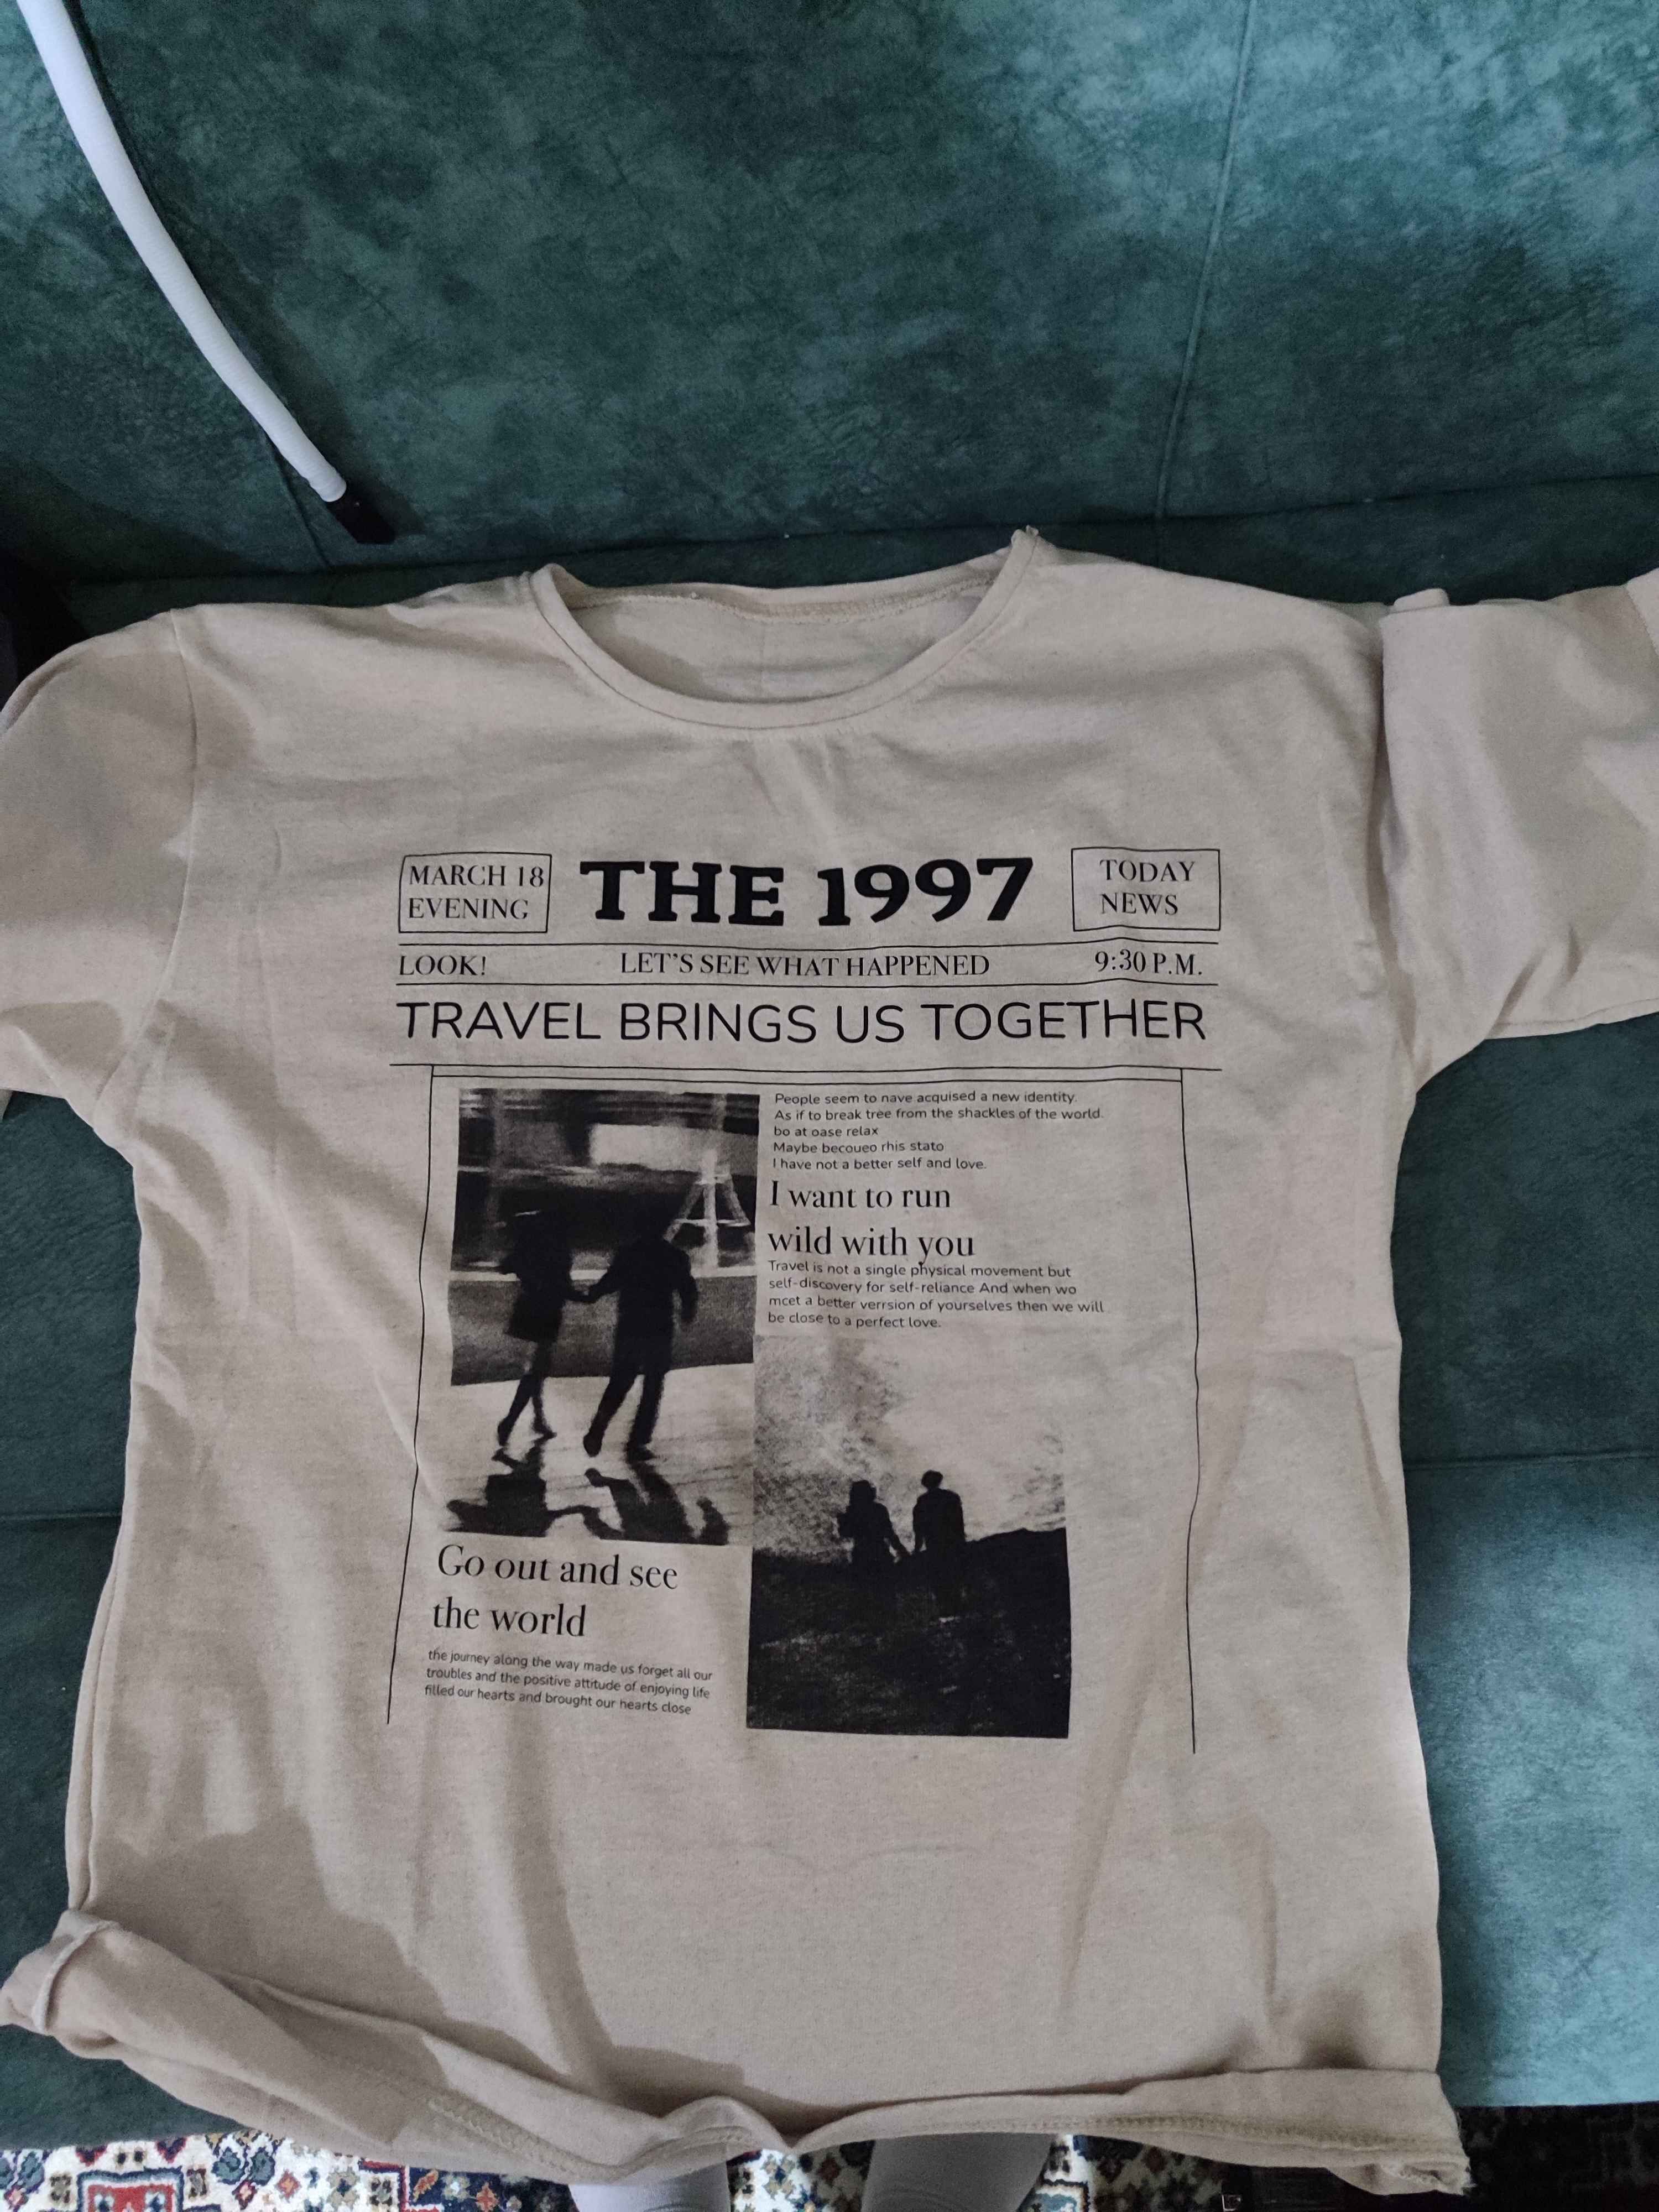 MARCH 18
EVENING
THE 1997
TODAY
NEWS
LOOK!
LET'S SEE WHAT HAPPENED
9:30 P.M.
TRAVEL BRINGS US TOGETHER
People seem to nave acquised a new identity.
As if to break tree from the shackles of the world.
bo at oase relax
Maybe becoueo rhis stato
I have not a better self and love.
I want to run
wild with you
Travel is not a single physical movement but
self-discovery for self-reliance And when wo
mcet a better verrsion of yourselves then we will
be close to a perfect love.
Go out and see
the world
the journey along the way made us forget all our
troubles and the positive attitude of enjoying life
filled our hearts and brought our hearts close